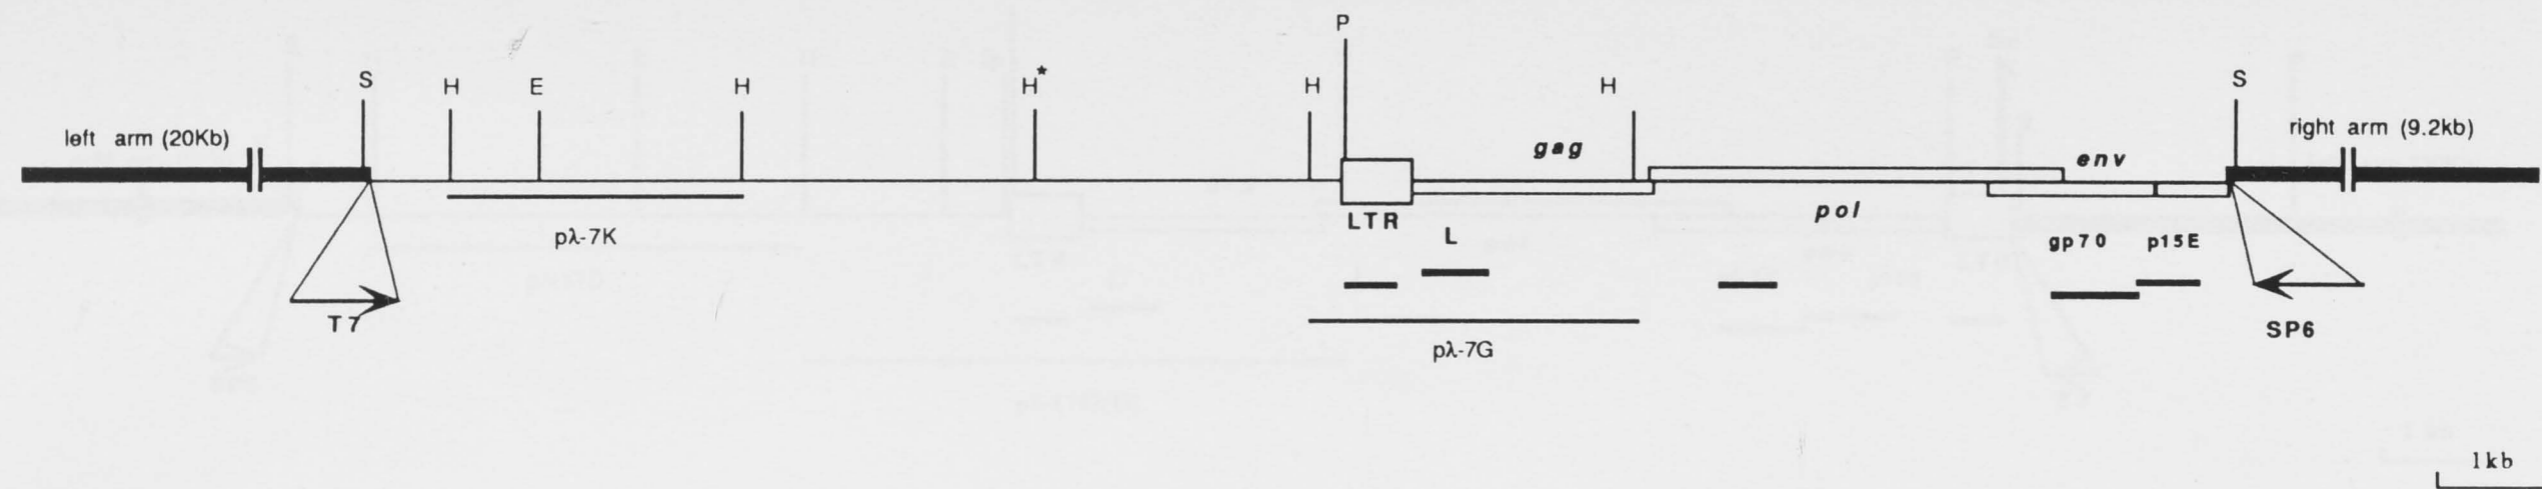 P
S H E H H* H H S
left arm (20Kb) right arm (9.2kb)
gag env
LTR pol
pλ-7K L gp70 p15E
T7 SP6
pλ-7G
1kb